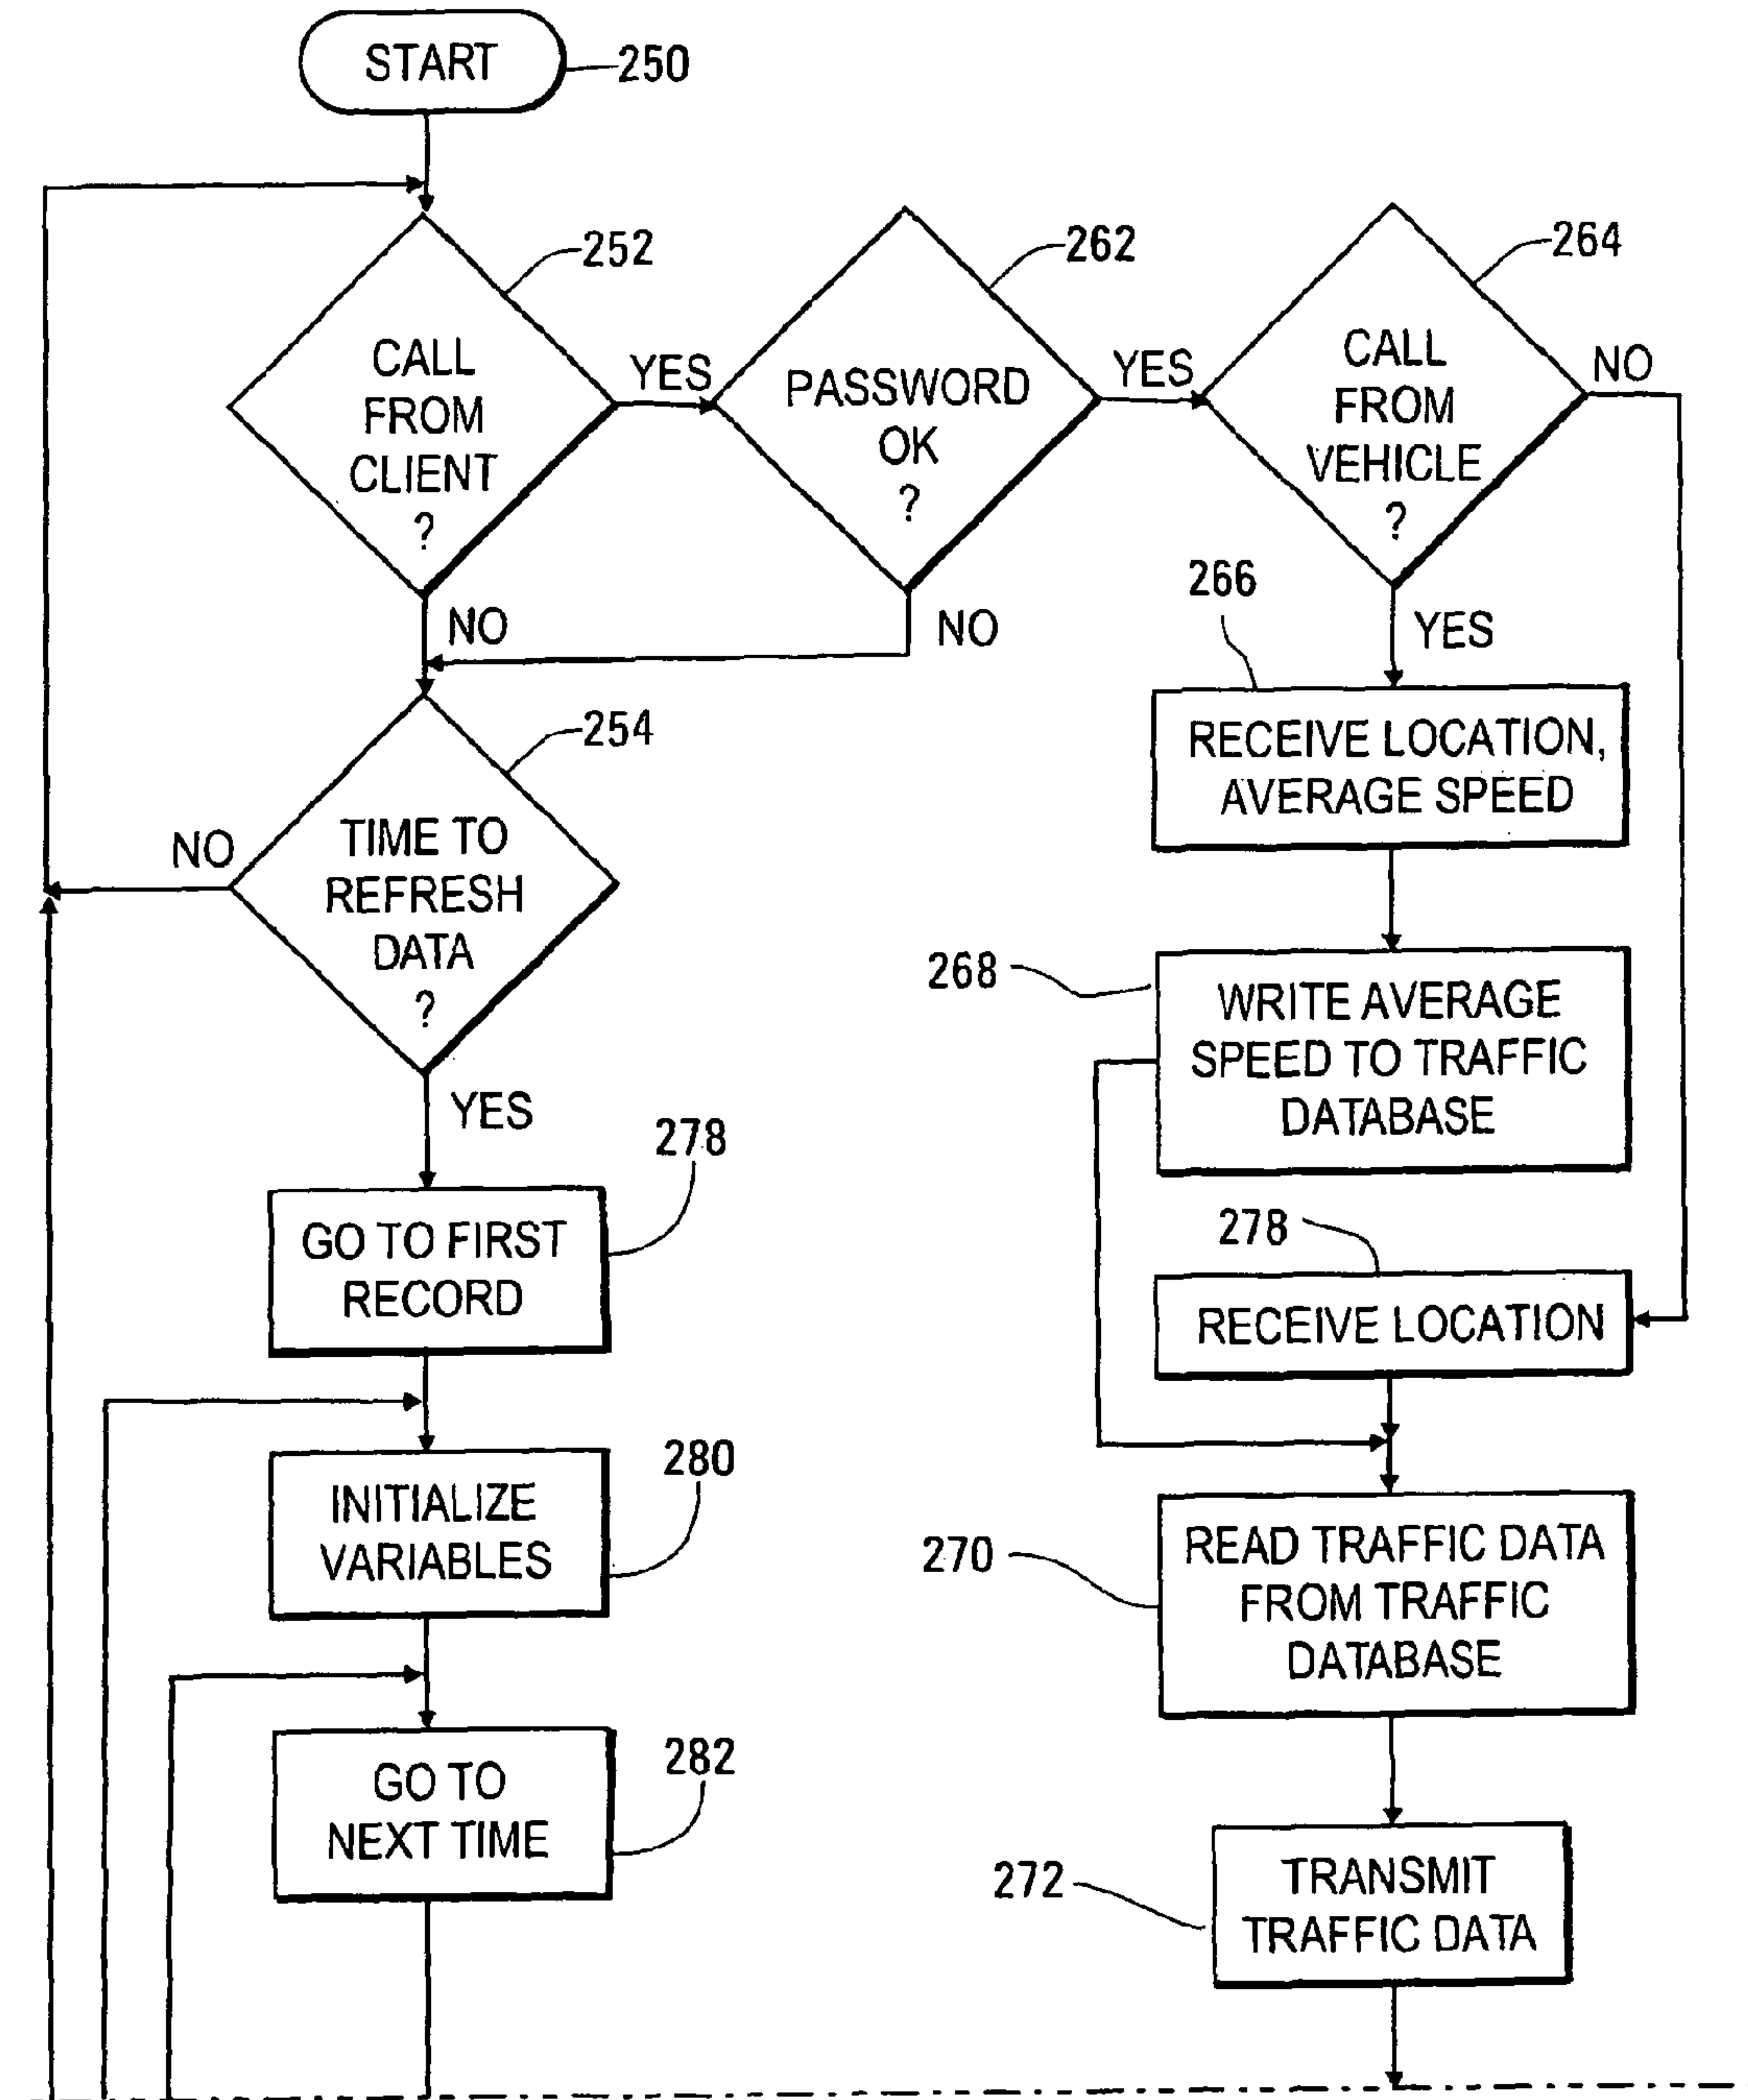 START
250
252
CALL
FROM
CLIENT
?
YES
NO
262
PASSWORD
OK
?
YES
NO
264
CALL
FROM
VEHICLE
?
NO
YES
254
TIME TO
REFRESH
DATA
?
NO
YES
266
RECEIVE LOCATION,
AVERAGE SPEED
268
WRITE AVERAGE
SPEED TO TRAFFIC
DATABASE
278
GO TO FIRST
RECORD
278
RECEIVE LOCATION
280
INITIALIZE
VARIABLES
270
READ TRAFFIC DATA
FROM TRAFFIC
DATABASE
282
GO TO
NEXT TIME
272
TRANSMIT
TRAFFIC DATA